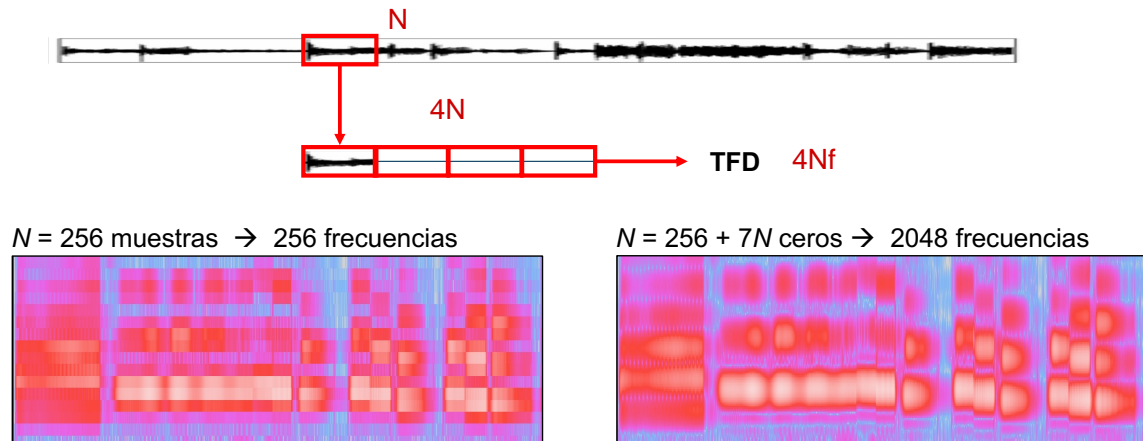 N
4N
TFD 4Nf
N = 256 muestras → 256 frecuencias
N = 256 + 7N ceros → 2048 frecuencias